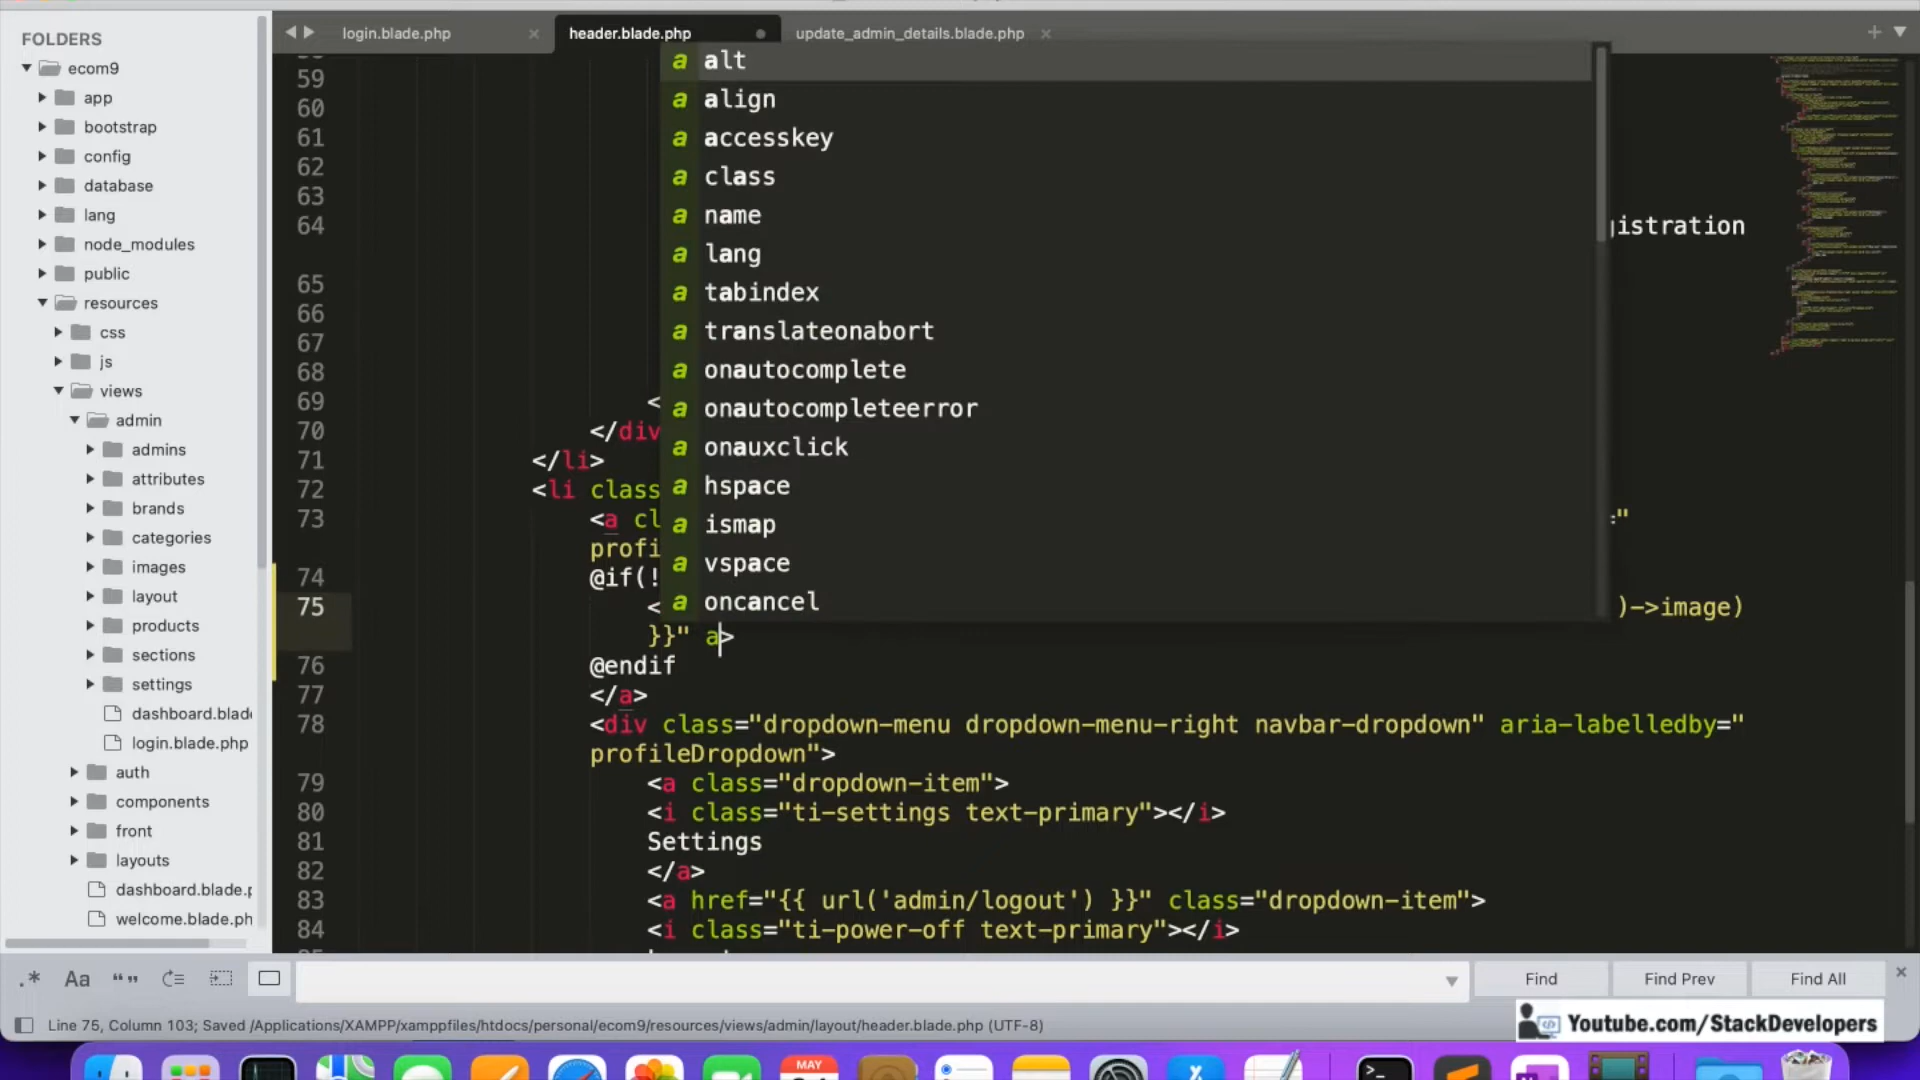 FOLDERS
ecom9
app
bootstrap
config
database
lang
node_modules
public
resources
css
js
views
admin
admins
attributes
brands
categories
images
layout
products
sections
settings
dashboard.blade
login.blade.php
auth
components
front
layouts
dashboard.blade.p
welcome.blade.ph
login.blade.php
header.blade.php
update_admin_details.blade.php
a alt
a align
a accesskey
a class
a name
a lang
a tabindex
a translateonabort
a onautocomplete
a onautocompleteerror
a onauxclick
a hspace
a ismap
a vspace
a oncancel
59
60
61
62
63
64 istration
65
66
67
68
69 <
70 </div
71 </li>
72 <li class
73 <a cl ="
profi
74 @if(!
75 < )->image)
}}" a>
76 @endif
77 </a>
78 <div class="dropdown-menu dropdown-menu-right navbar-dropdown" aria-labelledby="
profileDropdown">
79 <a class="dropdown-item">
80 <i class="ti-settings text-primary"></i>
81 Settings
82 </a>
83 <a href="{{ url('admin/logout') }}" class="dropdown-item">
84 <i class="ti-power-off text-primary"></i>
.* Aa “”
Find
Find Prev
Find All
Line 75, Column 103; Saved /Applications/XAMPP/xamppfiles/htdocs/personal/ecom9/resources/views/admin/layout/header.blade.php (UTF-8)
Youtube.com/StackDevelopers
MAY